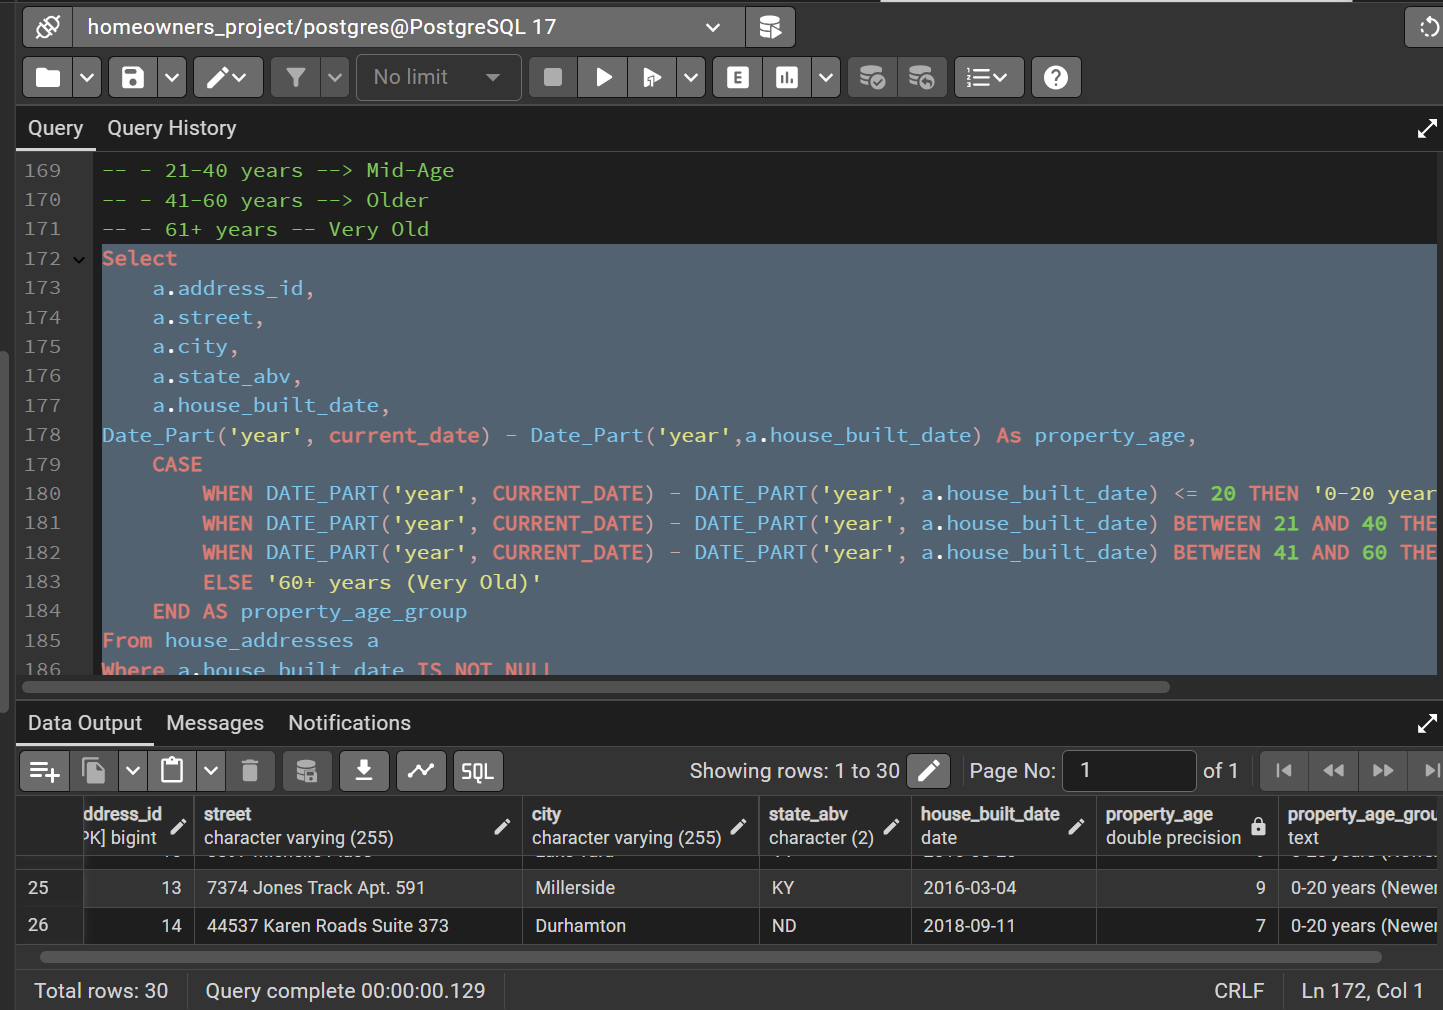 homeowners_project/postgres@PostgreSQL 17
No limit
E
Query Query History
169 -- - 21-40 years --> Mid-Age
170 -- - 41-60 years --> Older
171 -- - 61+ years -- Very Old
172 Select
173 a.address_id,
174 a.street,
175 a.city,
176 a.state_abv,
177 a.house_built_date,
178 Date_Part('year', current_date) - Date_Part('year',a.house_built_date) As property_age,
179 CASE
180 WHEN DATE_PART('year', CURRENT_DATE) - DATE_PART('year', a.house_built_date) <= 20 THEN '0-20 year
181 WHEN DATE_PART('year', CURRENT_DATE) - DATE_PART('year', a.house_built_date) BETWEEN 21 AND 40 THE
182 WHEN DATE_PART('year', CURRENT_DATE) - DATE_PART('year', a.house_built_date) BETWEEN 41 AND 60 THE
183 ELSE '60+ years (Very Old)'
184 END AS property_age_group
185 From house_addresses a
186 Where a.house_built_date IS NOT NULL
Data Output Messages Notifications
SQL Showing rows: 1 to 30 Page No: 1 of 1
ddress_id street city state_abv house_built_date property_age property_age_grou
PK] bigint character varying (255) character varying (255) character (2) date double precision text
25 13 7374 Jones Track Apt. 591 Millerside KY 2016-03-04 9 0-20 years (Newer
26 14 44537 Karen Roads Suite 373 Durhamton ND 2018-09-11 7 0-20 years (Newer
Total rows: 30 Query complete 00:00:00.129 CRLF Ln 172, Col 1